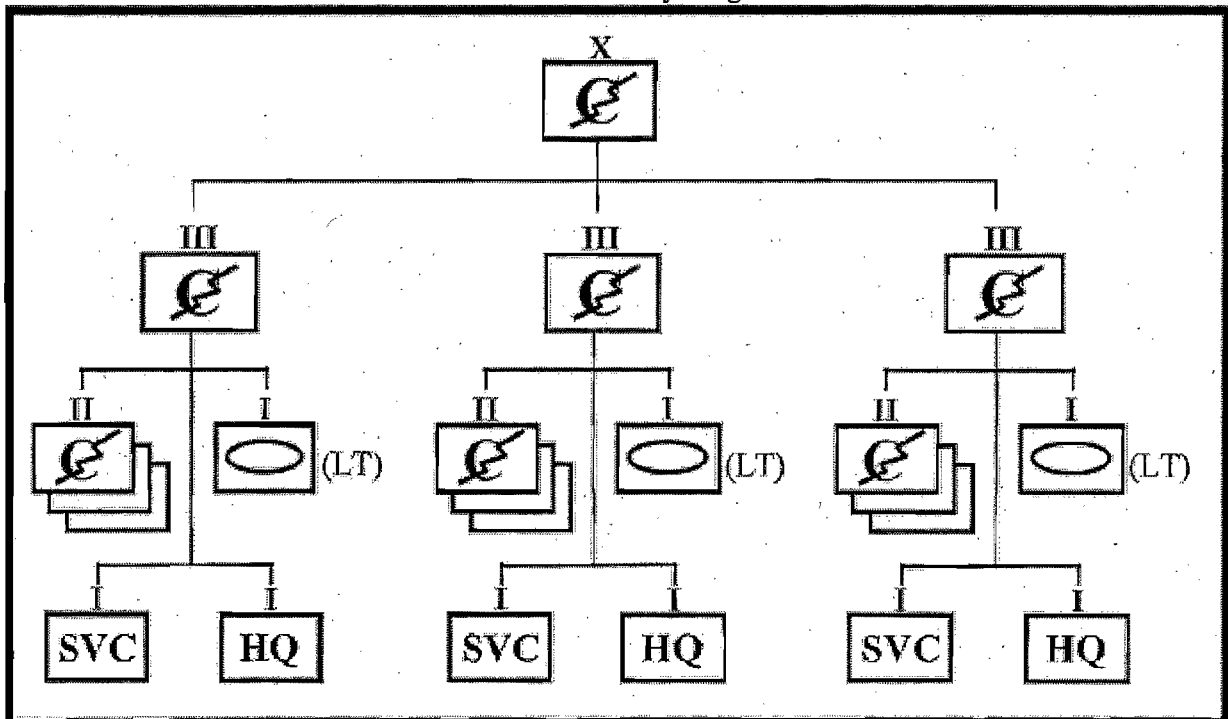 X
C
III III III
C C C
II I II I II I
C (LT) C (LT) C (LT)
I I I I I I
SVC HQ SVC HQ SVC HQ